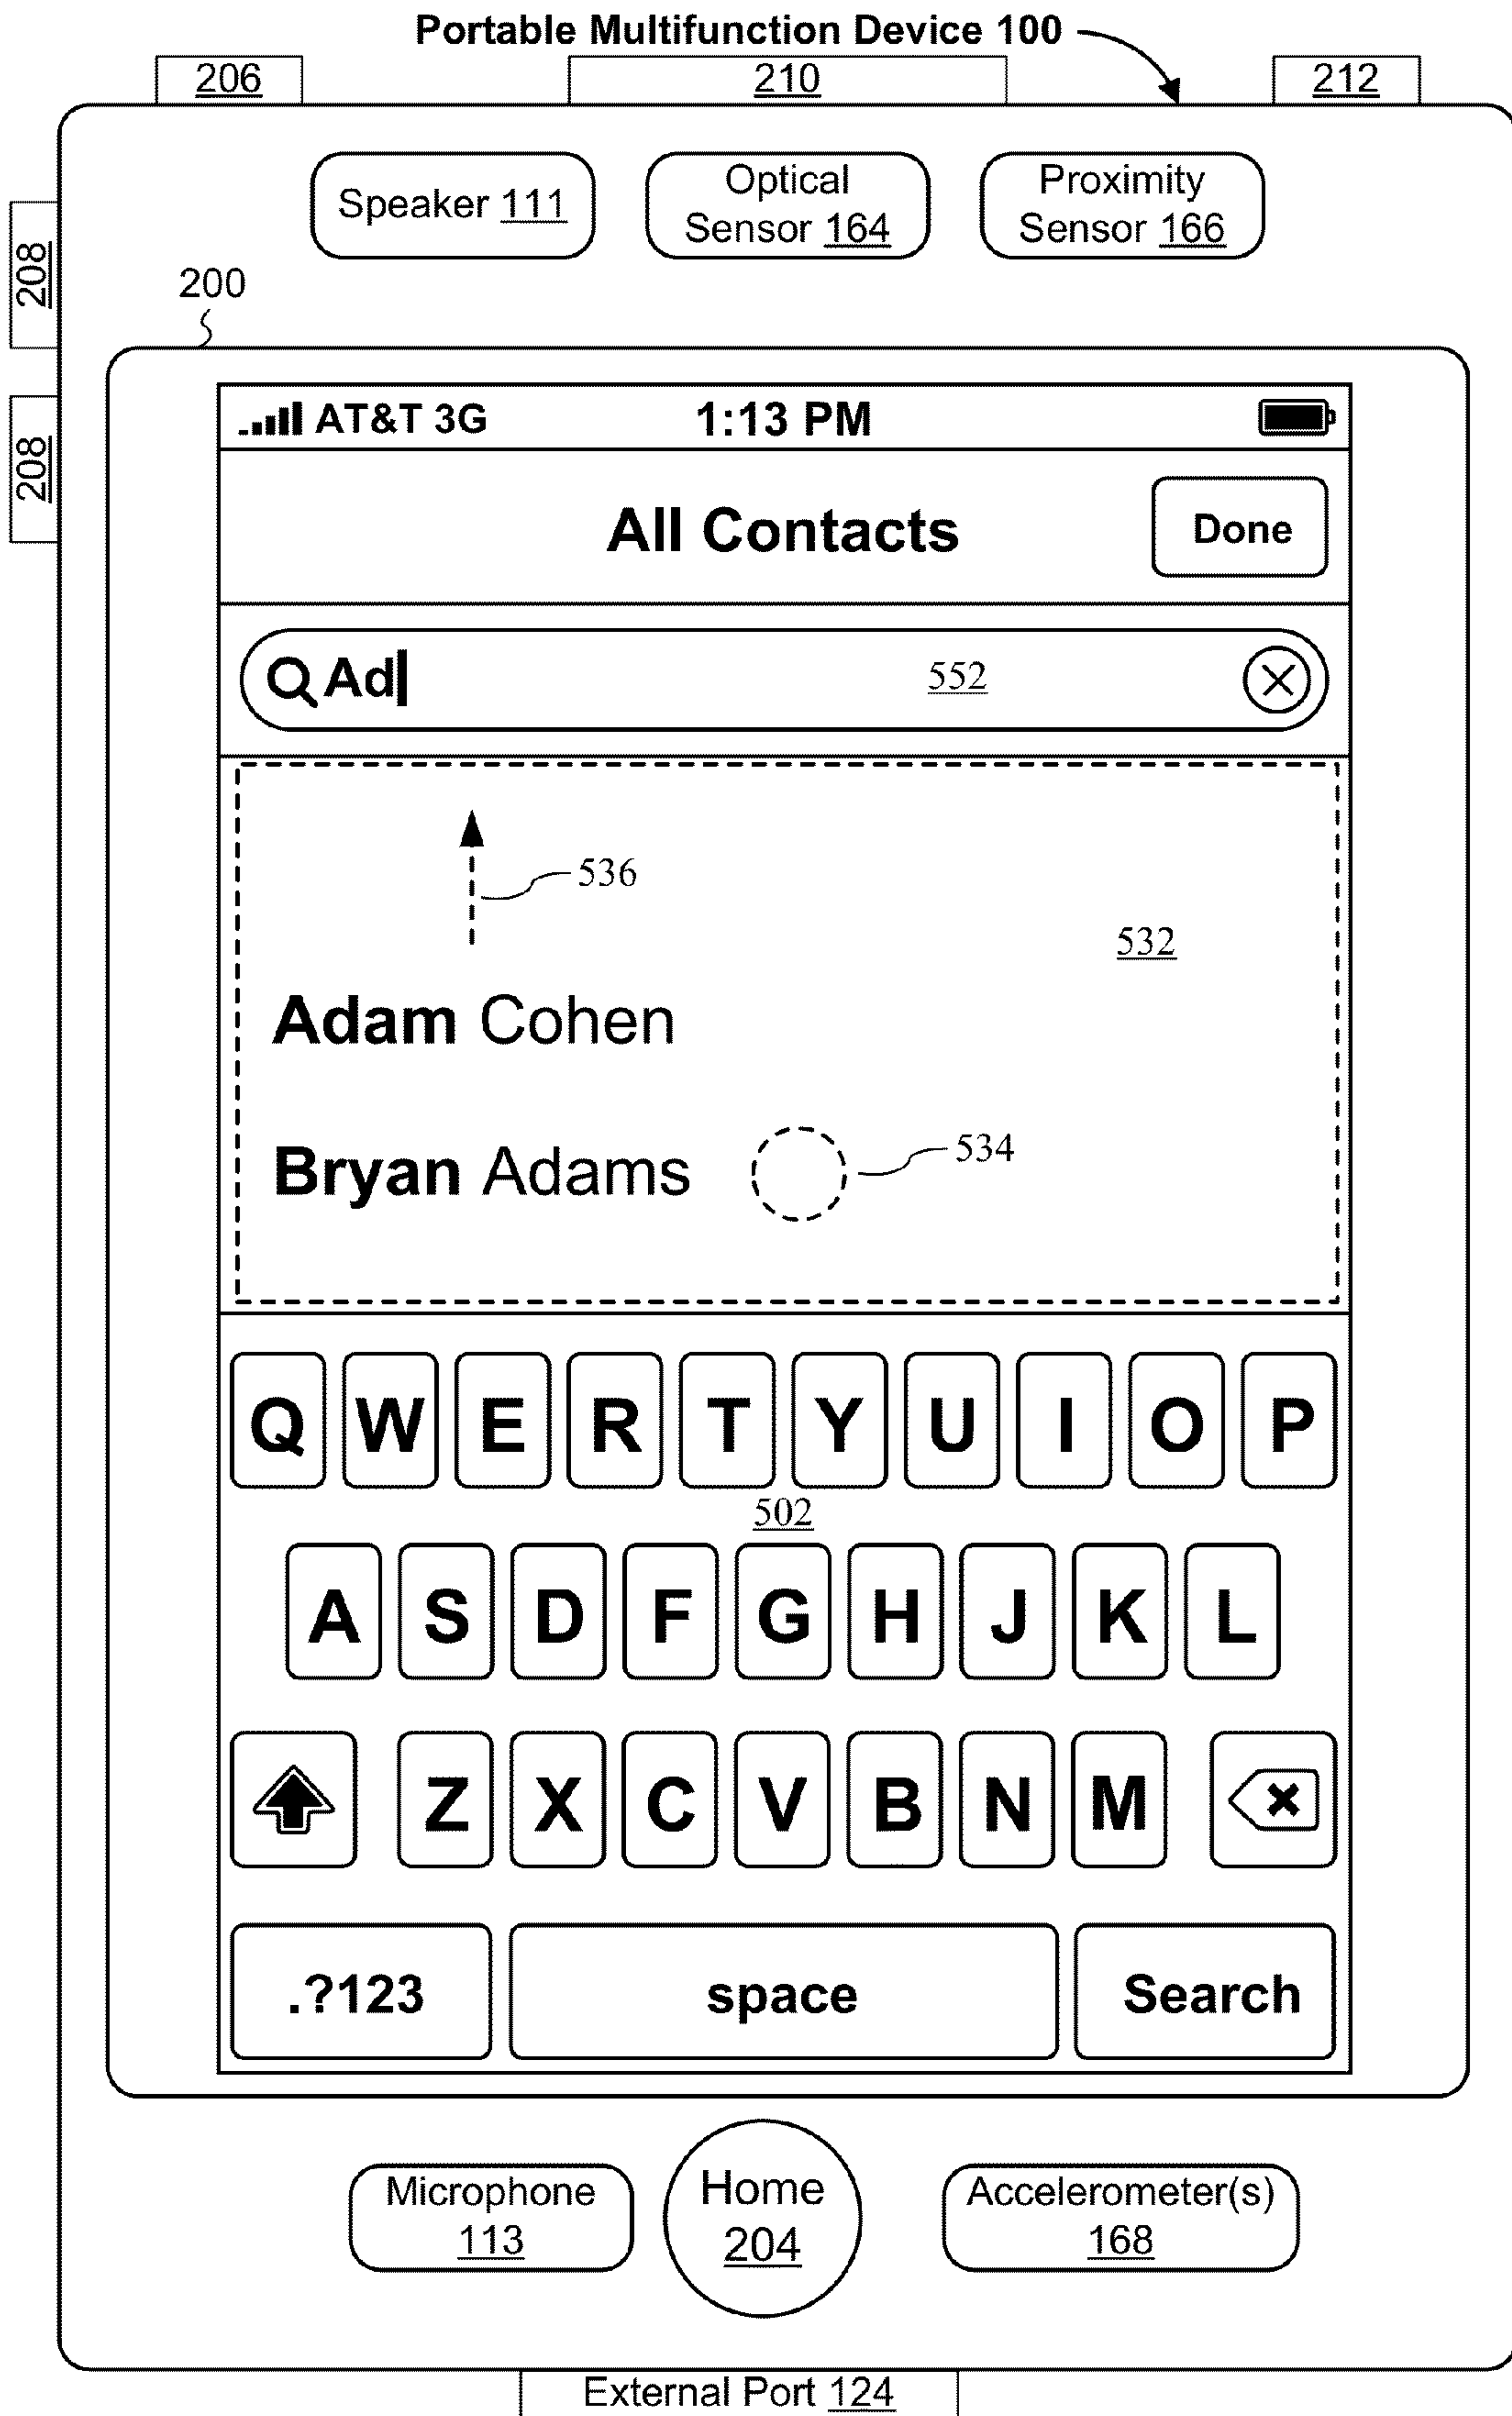 Portable Multifunction Device 100
206 210 212
Speaker 111
Optical Sensor 164
Proximity Sensor 166
208
200
208
AT&T 3G 1:13 PM
All Contacts Done
Ad 552
536
532
Adam Cohen
Bryan Adams 534
Q W E R T Y U I O P
502
A S D F G H J K L
Z X C V B N M
.?123 space Search
Microphone 113
Home 204
Accelerometer(s) 168
External Port 124